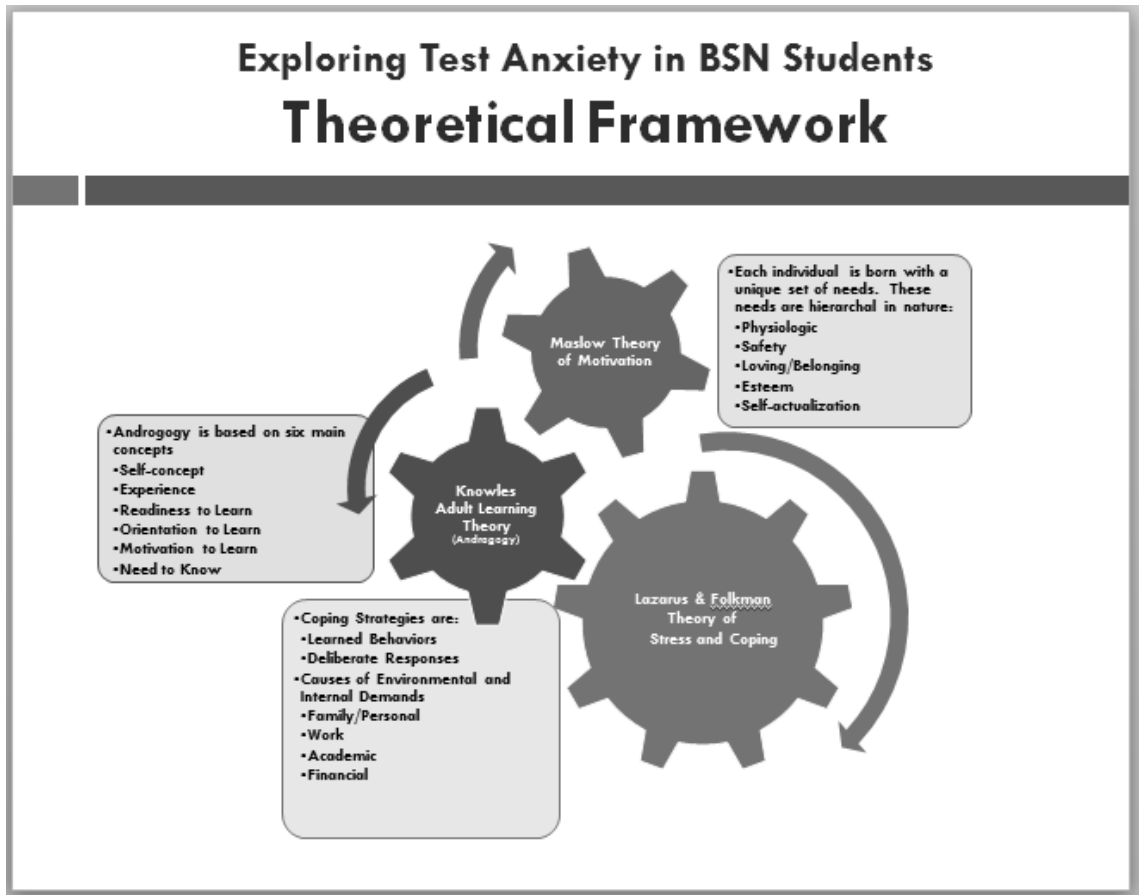 Exploring Test Anxiety in BSN Students
Theoretical Framework
Maslow Theory
of Motivation
•Each individual is born with a
unique set of needs. These
needs are hierarchal in nature:
•Physiologic
•Safety
•Loving/Belonging
•Esteem
•Self-actualization
•Androgogy is based on six main
concepts
•Self-concept
•Experience
•Readiness to Learn
•Orientation to Learn
•Motivation to Learn
•Need to Know
Knowles
Adult Learning
Theory
(Andragogy)
Lazarus & Folkman
Theory of
Stress and Coping
•Coping Strategies are:
•Learned Behaviors
•Deliberate Responses
•Causes of Environmental and
Internal Demands
•Family/Personal
•Work
•Academic
•Financial